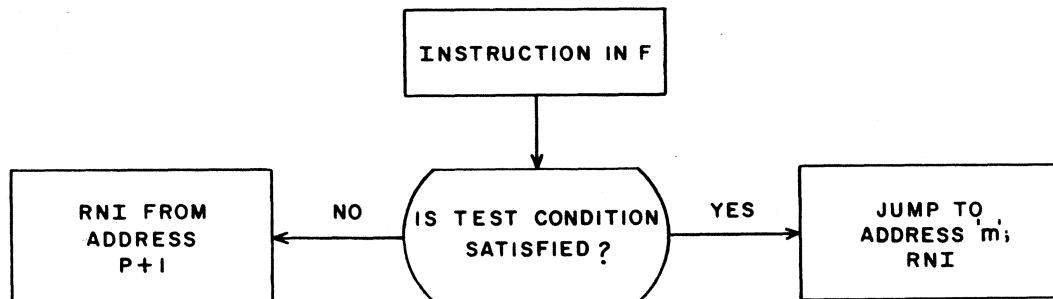 INSTRUCTION IN F
RNI FROM
ADDRESS
P+1
NO
IS TEST CONDITION
SATISFIED?
YES
JUMP TO
ADDRESS 'm';
RNI